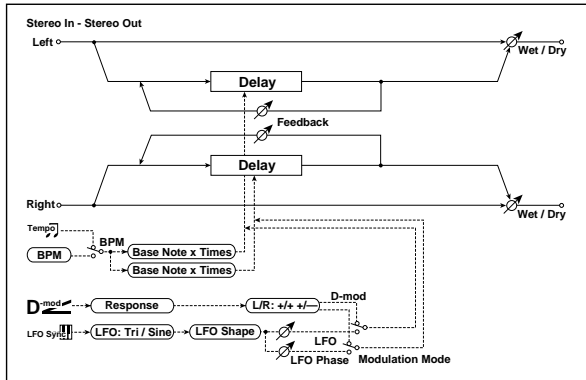 Stereo In - Stereo Out
Left
Wet / Dry
Delay
Feedback
Delay
Right
Wet / Dry
Tempo
BPM
BPM
Base Note x Times
Base Note x Times
D-mod
Response
L/R: +/+ +/—
D-mod
LFO Sync
LFO: Tri / Sine
LFO Shape
LFO
LFO Phase
Modulation Mode